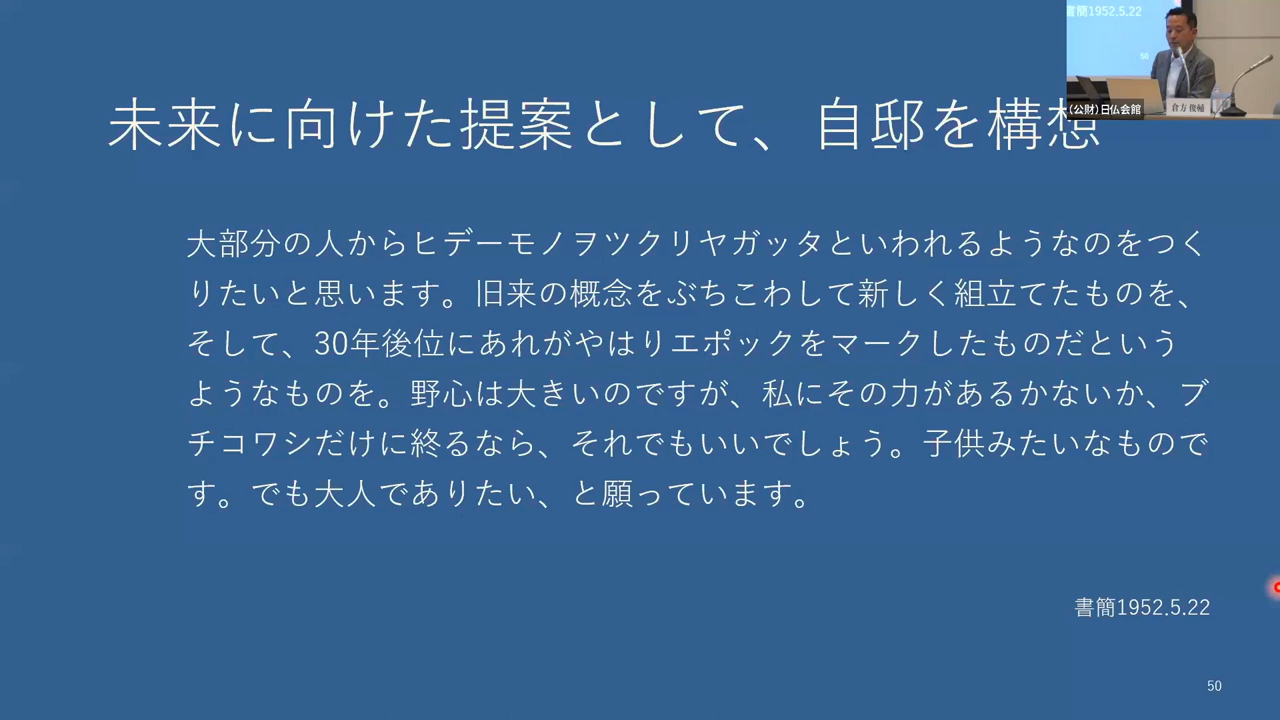 未来に向けた提案として、自邸を構想
大部分の人からヒデーモノヲツクリヤガッタといわれるようなのをつく
りたいと思います。旧来の概念をぶちこわして新しく組立てたものを、
そして、30年後位にあれがやはりエポックをマークしたものだという
ようなものを。野心は大きいのですが、私にその力があるかないか、ブ
チコワシだけに終るなら、それでもいいでしょう。子供みたいなもので
す。でも大人でありたい、と願っています。
書簡1952.5.22
50
書簡1952.5.22
50
倉方俊輔
(公財)日仏会館